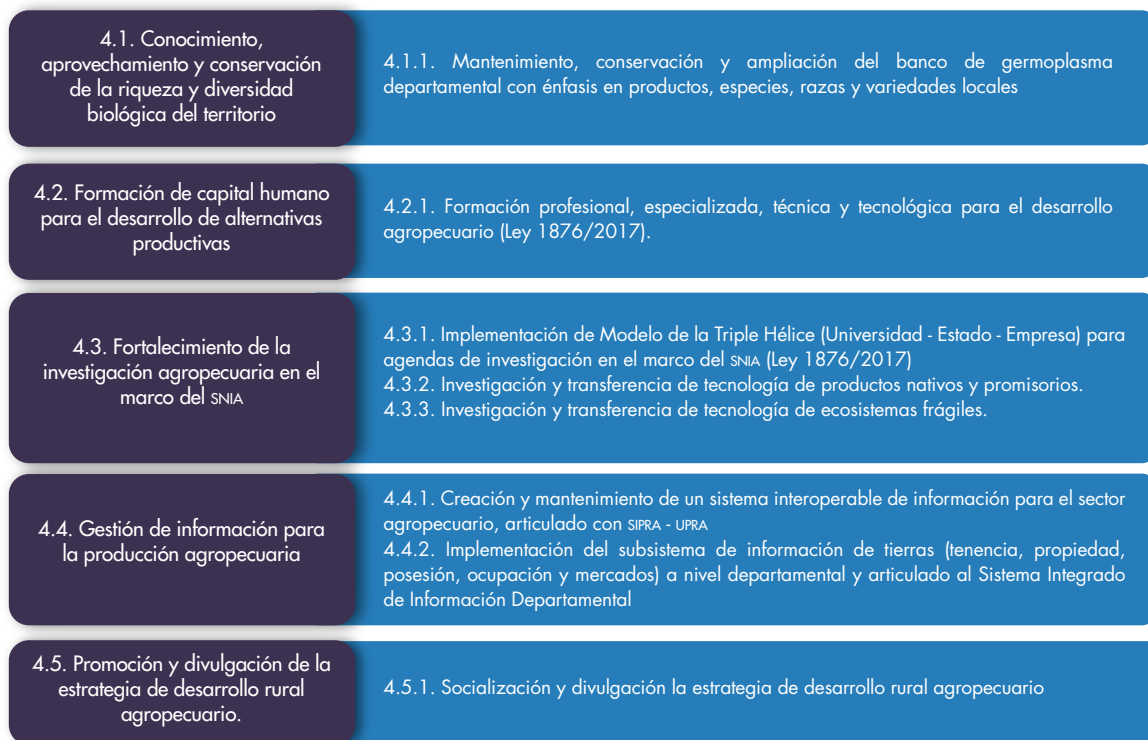 4.1. Conocimiento,
aprovechamiento y conservación
de la riqueza y diversidad
biológica del territorio
4.1.1. Mantenimiento, conservación y ampliación del banco de germoplasma
departamental con énfasis en productos, especies, razas y variedades locales
4.2. Formación de capital humano
para el desarrollo de alternativas
productivas
4.2.1. Formación profesional, especializada, técnica y tecnológica para el desarrollo
agropecuario (Ley 1876/2017).
4.3. Fortalecimiento de la
investigación agropecuaria en el
marco del SNIA
4.3.1. Implementación de Modelo de la Triple Hélice (Universidad - Estado - Empresa) para
agendas de investigación en el marco del SNIA (Ley 1876/2017)
4.3.2. Investigación y transferencia de tecnología de productos nativos y promisorios.
4.3.3. Investigación y transferencia de tecnología de ecosistemas frágiles.
4.4. Gestión de información para
la producción agropecuaria
4.4.1. Creación y mantenimiento de un sistema interoperable de información para el sector
agropecuario, articulado con SIPRA - UPRA
4.4.2. Implementación del subsistema de información de tierras (tenencia, propiedad,
posesión, ocupación y mercados) a nivel departamental y articulado al Sistema Integrado
de Información Departamental
4.5. Promoción y divulgación de la
estrategia de desarrollo rural
agropecuario.
4.5.1. Socialización y divulgación la estrategia de desarrollo rural agropecuario